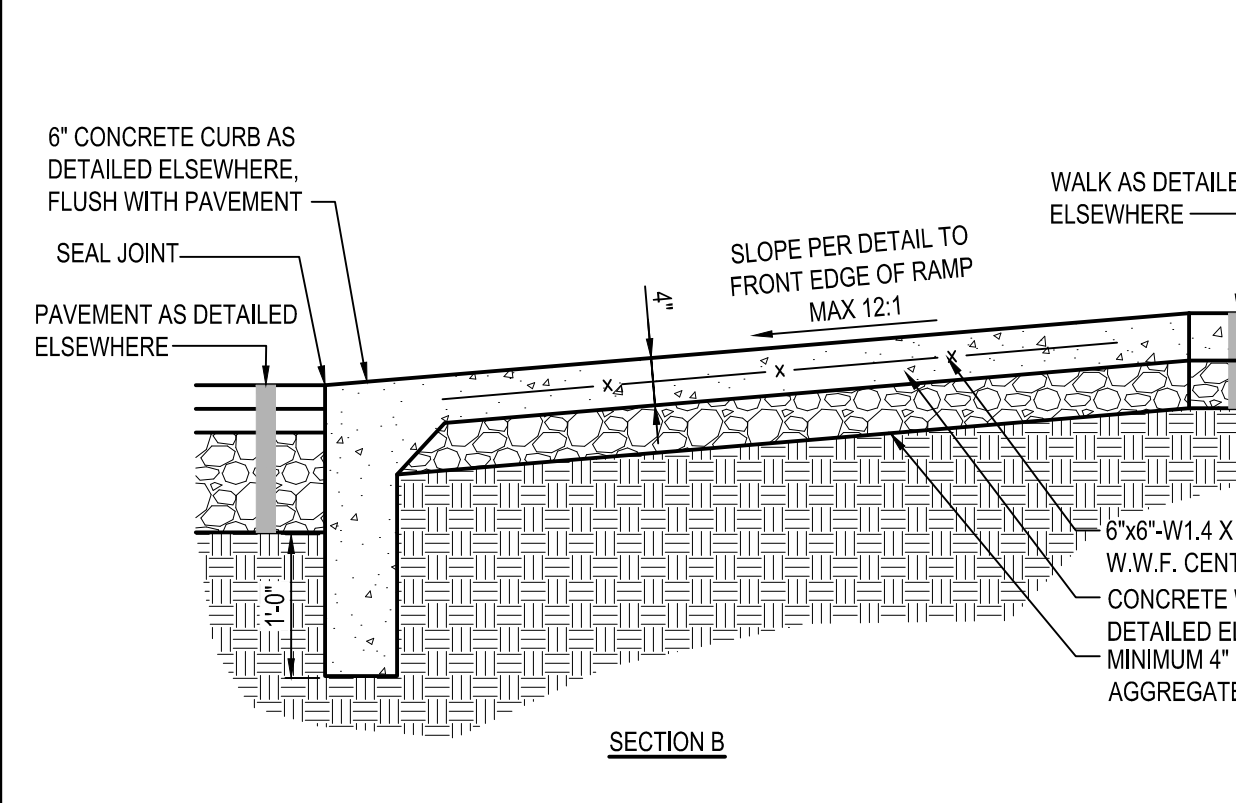 6" CONCRETE CURB AS
DETAILED ELSEWHERE,
FLUSH WITH PAVEMENT
SEAL JOINT
PAVEMENT AS DETAILED
ELSEWHERE
SLOPE PER DETAIL TO
FRONT EDGE OF RAMP
MAX 12:1
4"
WALK AS DETAILE
ELSEWHERE
X
X
X
1'-0"
6"x6"-W1.4 X
W.W.F. CENT
CONCRETE
DETAILED EL
MINIMUM 4"
AGGREGATE
SECTION B